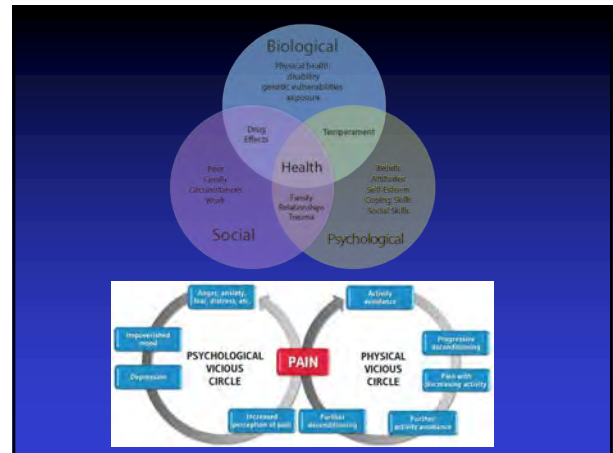 Biological
Physical health
disability
genetic vulnerabilities
exposure
Drug
Effects
Temperament
Health
Peer
Family
Circumstances
Work
Family
Relationships
Trauma
Beliefs
Attitudes
Self-Esteem
Coping Skills
Social Skills
Social
Psychological
Anger, anxiety,
fear, distress, etc.
Impoverished
mood
Depression
Increased
perception of pain
PSYCHOLOGICAL
VICIOUS
CIRCLE
PAIN
Activity
avoidance
Progressive
deconditioning
Pain with
decreasing activity
Further
activity avoidance
Further
deconditioning
PHYSICAL
VICIOUS
CIRCLE